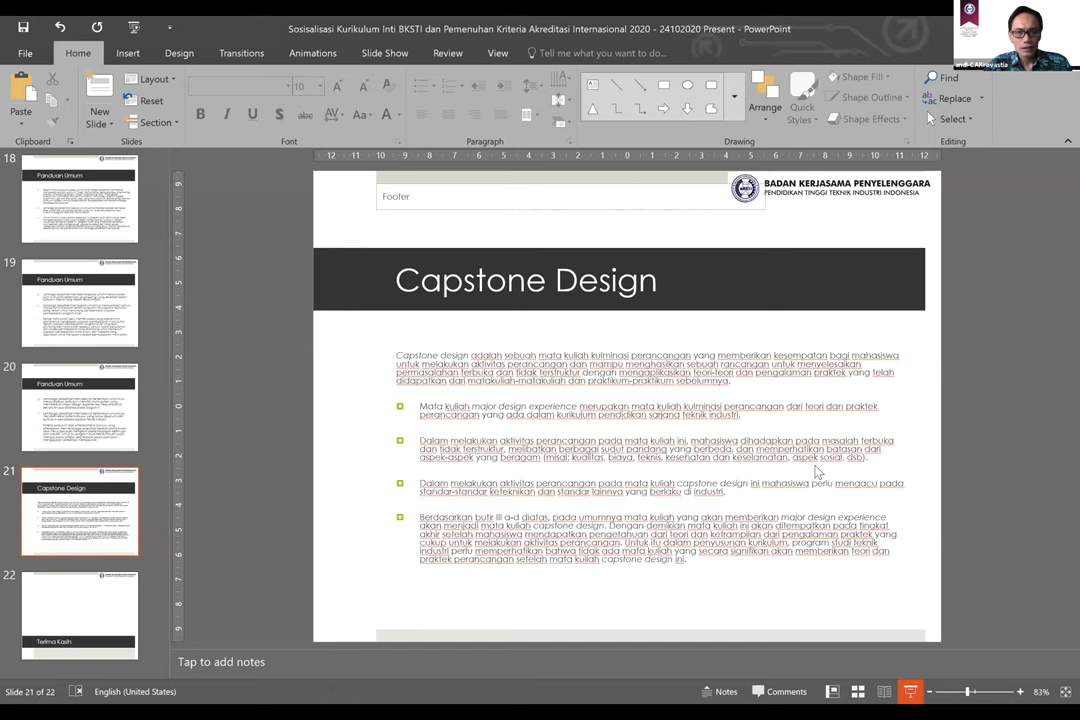 Sosialisasi Kurikulum Inti BKSTI dan Pemenuhan Kriteria Akreditasi Internasional 2020 - 24102020 Present - PowerPoint
andi-CAKravastia
File Home Insert Design Transitions Animations Slide Show Review View Tell me what you want to do...
Paste
New
Slide
Layout
Reset
Section
10
Arrange
Quick
Styles
Shape Fill
Shape Outline
Shape Effects
Find
Replace
Select
Clipboard Slides Font Paragraph Drawing Editing
18
Panduan Umum
19
Panduan Umum
20
Panduan Umum
21
Capstone Design
22
Terima Kasih
Footer
BADAN KERJASAMA PENYELENGGARA
PENDIDIKAN TINGGI TEKNIK INDUSTRI INDONESIA
Capstone Design
Capstone design adalah sebuah mata kuliah kulminasi perancangan yang memberikan kesempatan bagi mahasiswa
untuk melakukan aktivitas perancangan dan mampu menghasilkan sebuah rancangan untuk menyelesaikan
permasalahan terbuka dan tidak terstruktur dengan mengaplikasikan teori-teori dan pengalaman praktek yang telah
didapatkan dari matakuliah-matakuliah dan praktikum-praktikum sebelumnya.
Mata kuliah major design experience merupakan mata kuliah kulminasi perancangan dari teori dan praktek
perancangan yang ada dalam kurikulum pendidikan sarjana teknik industri.
Dalam melakukan aktivitas perancangan pada mata kuliah ini, mahasiswa dihadapkan pada masalah terbuka
dan tidak terstruktur, melibatkan berbagai sudut pandang yang berbeda, dan memperhatikan batasan dari
aspek-aspek yang beragam (misal: kualitas, biaya, teknis, kesehatan dan keselamatan, aspek sosial, dsb).
Dalam melakukan aktivitas perancangan pada mata kuliah capstone design ini mahasiswa perlu mengacu pada
standar-standar keteknikan dan standar lainnya yang berlaku di industri.
Berdasarkan butir III a-d diatas, pada umumnya mata kuliah yang akan memberikan major design experience
akan menjadi mata kuliah capstone design. Dengan demikian mata kuliah ini akan ditempatkan pada tingkat
akhir setelah mahasiswa mendapatkan pengetahuan dari teori dan ketrampilan dari pengalaman praktek yang
cukup untuk melakukan aktivitas perancangan. Untuk itu dalam penyusunan kurikulum, program studi teknik
industri perlu memperhatikan bahwa tidak ada mata kuliah yang secara signifikan akan memberikan teori dan
praktek perancangan setelah mata kuliah capstone design ini.
Tap to add notes
Slide 21 of 22 English (United States) Notes Comments 83%